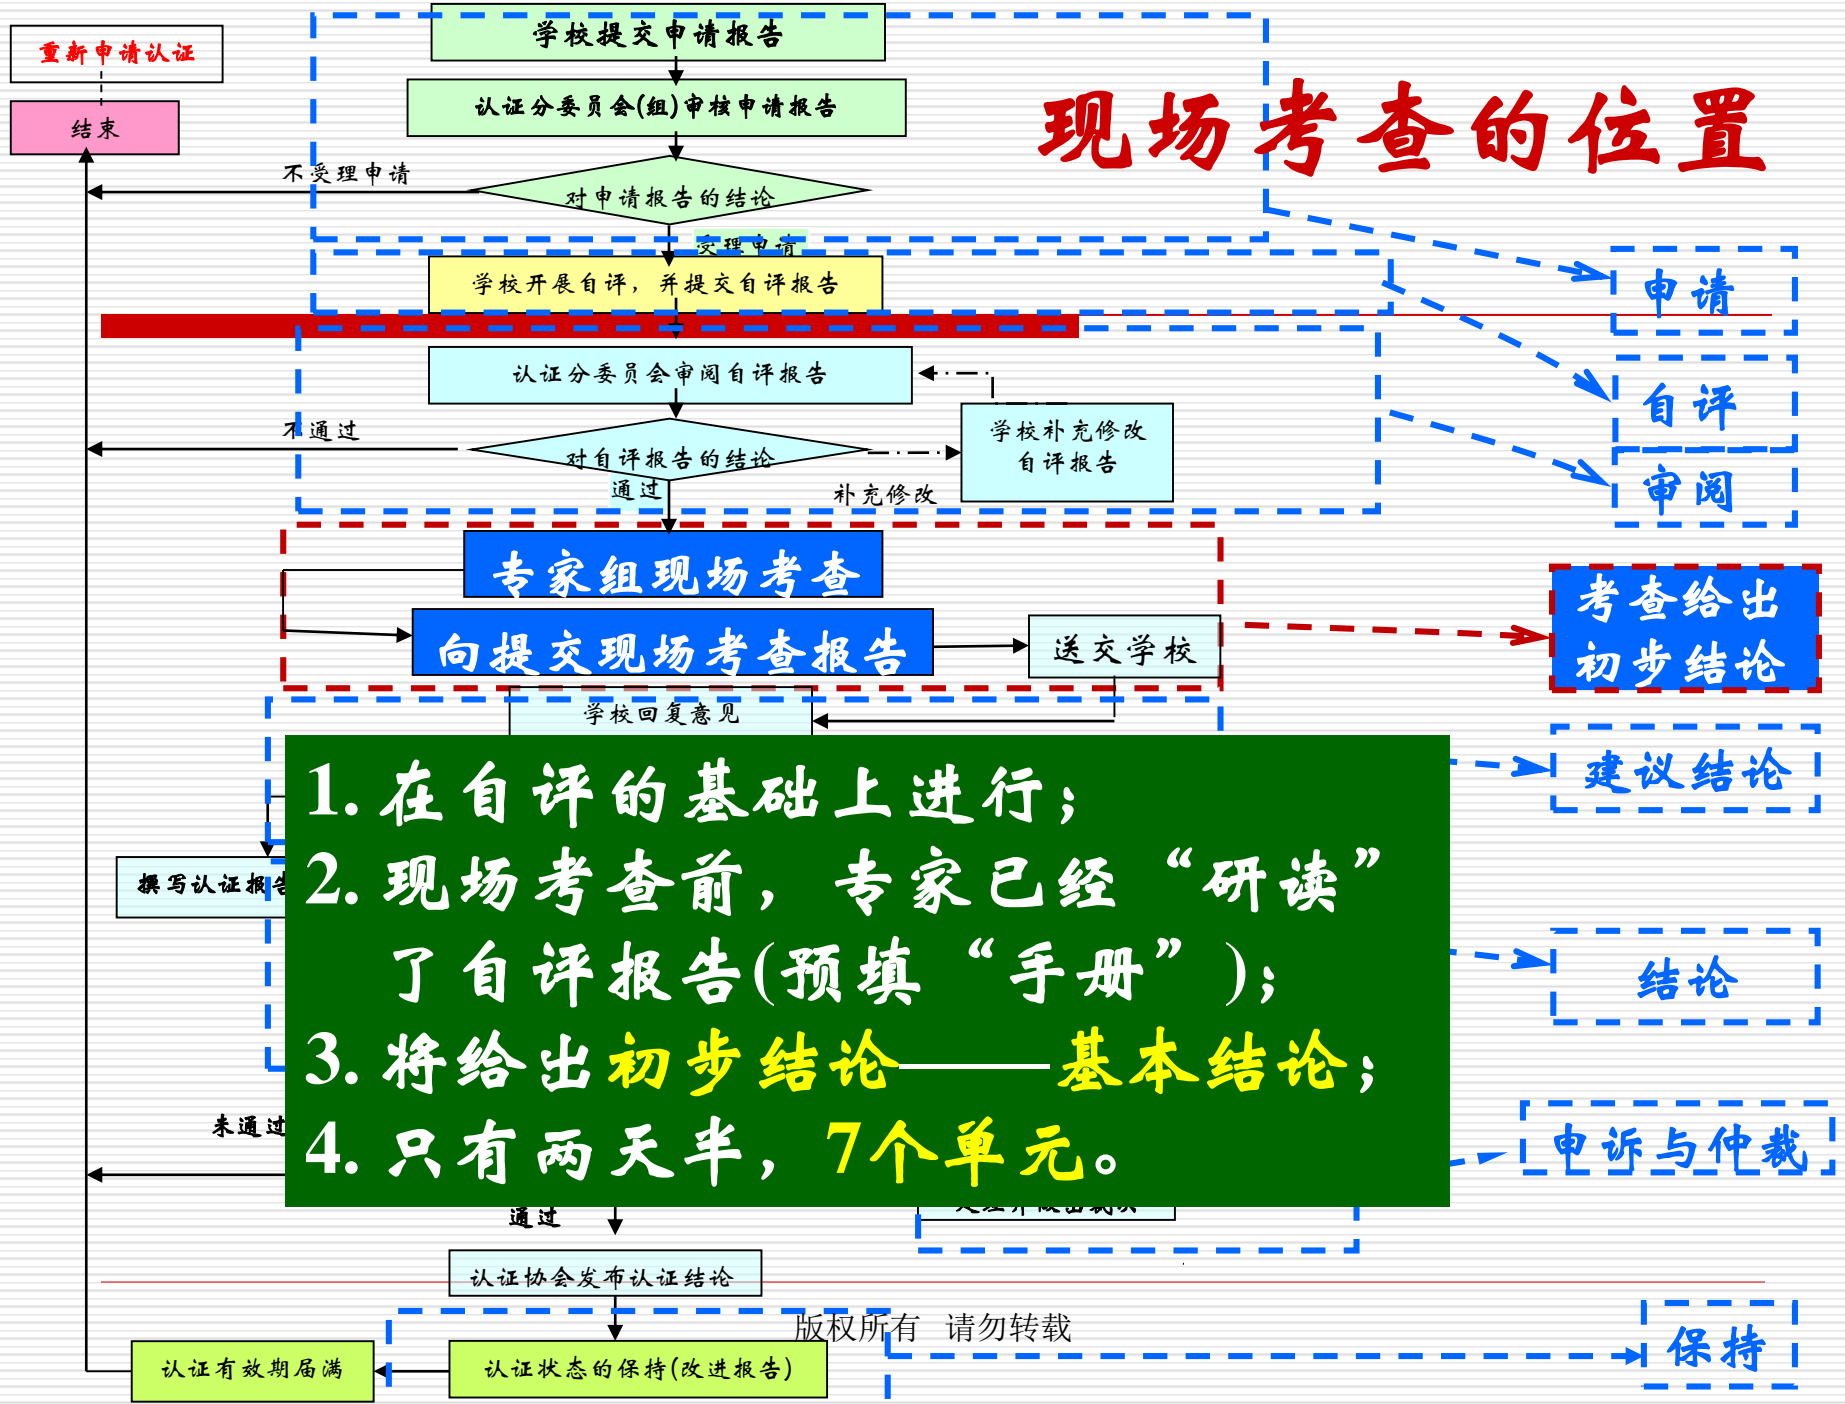 学校提交申请报告
重新申请认证
认证分委员会(组)审核申请报告
现场考查的位置
结束
不受理申请
对申请报告的结论
受理申请
学校开展自评，并提交自评报告
申请
认证分委员会审阅自评报告
自评
不通过
对自评报告的结论
学校补充修改
自评报告
通过
补充修改
审阅
专家组现场考查
考查给出
初步结论
向提交现场考查报告
送交学校
学校回复意见
建议结论
1. 在自评的基础上进行；
撰写认证报告
2. 现场考查前，专家已经“研读”
了自评报告(预填“手册”)；
结论
3. 将给出初步结论——基本结论；
未通过
4. 只有两天半，7个单元。
申诉与仲裁
通过
认证协会发布认证结论
版权所有 请勿转载
保持
认证有效期届满
认证状态的保持(改进报告)